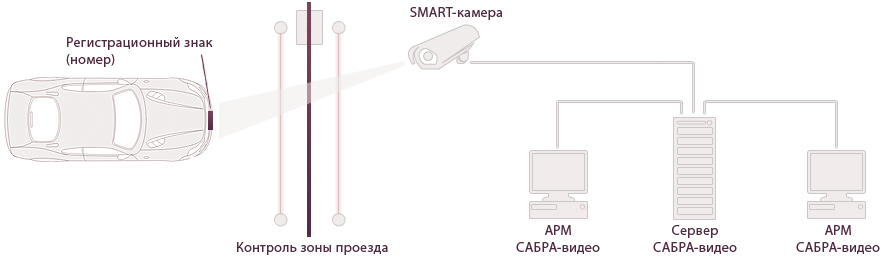 SMART-камера
Регистрационный знак
(номер)
Контроль зоны проезда
АРМ
САБРА-видео
Сервер
САБРА-видео
АРМ
САБРА-видео